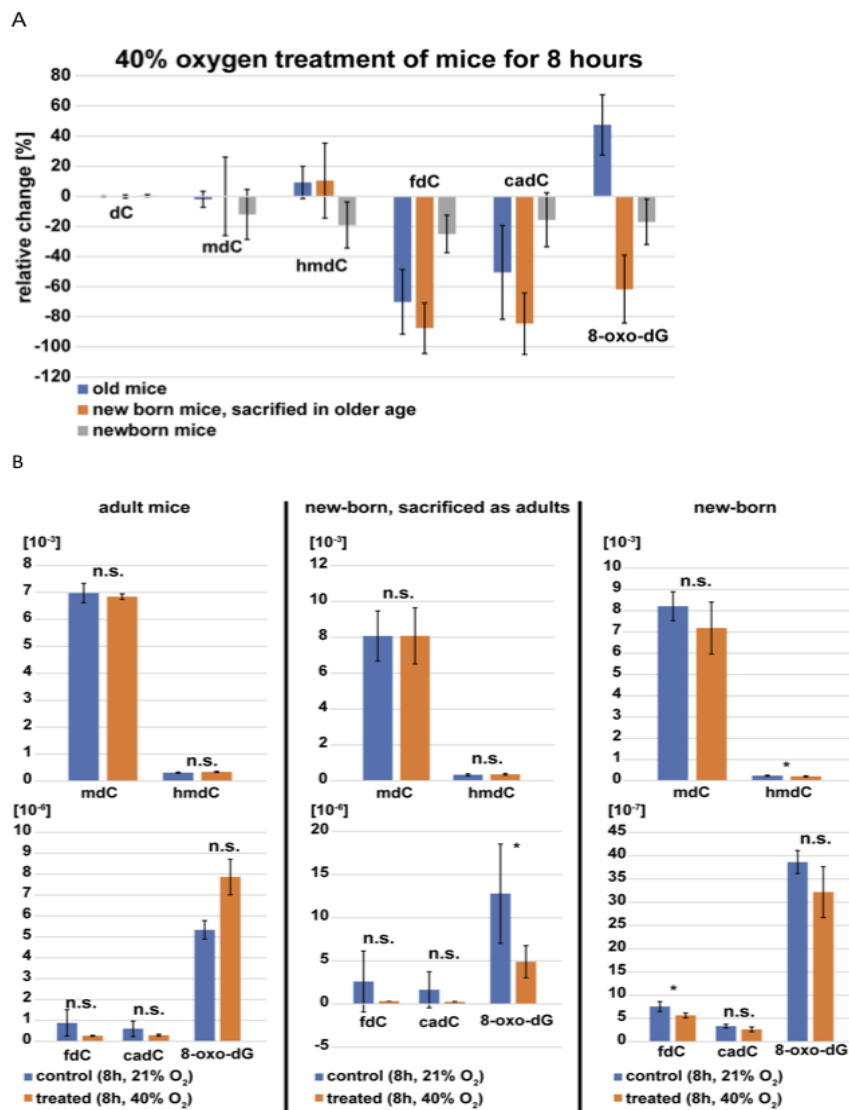 A
40% oxygen treatment of mice for 8 hours
relative change [%]
80
60
40
20
0
-20
-40
-60
-80
-100
-120
dC
mdC
hmdC
fdC
cadC
8-oxo-dG
old mice
new born mice, sacrified in older age
newborn mice
B
adult mice
[10-3]
8
7
6
5
4
3
2
1
0
n.s.
n.s.
mdC
hmdC
[10-6]
10
9
8
7
6
5
4
3
2
1
0
n.s.
n.s.
n.s.
fdC
cadC
8-oxo-dG
control (8h, 21% O2)
treated (8h, 40% O2)
new-born, sacrificed as adults
[10-3]
12
10
8
6
4
2
0
n.s.
n.s.
mdC
hmdC
[10-6]
20
15
10
5
0
-5
n.s.
n.s.
*
fdC
cadC
8-oxo-dG
control (8h, 21% O2)
treated (8h, 40% O2)
new-born
[10-3]
10
9
8
7
6
5
4
3
2
1
0
n.s.
*
mdC
hmdC
[10-7]
45
40
35
30
25
20
15
10
5
0
*
n.s.
n.s.
fdC
cadC
8-oxo-dG
control (8h, 21% O2)
treated (8h, 40% O2)